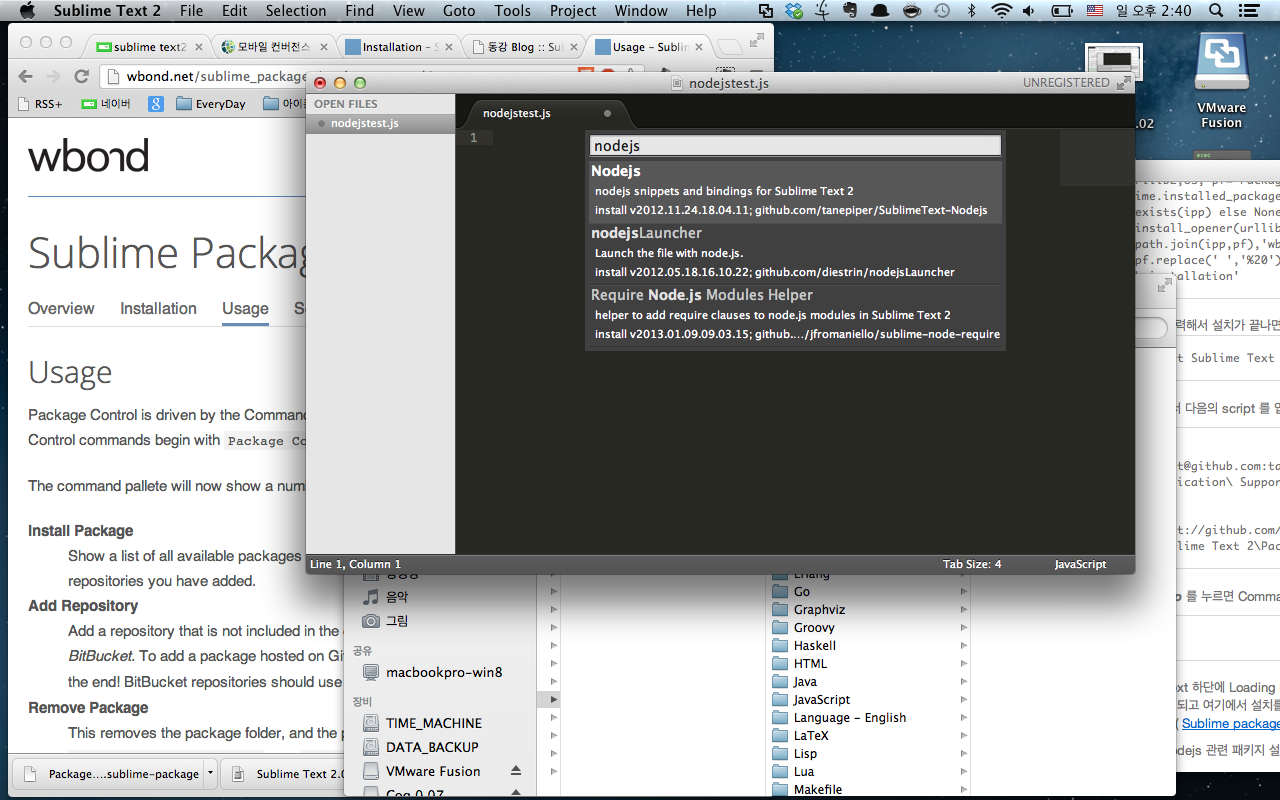 Sublime Text 2 File Edit Selection Find View Goto Tools Project Window Help 일 오후 2:40
sublime text2
모바일 컨버전스
Installation – S
동강 Blog :: Sul
Usage – Sublin
wbond.net/sublime_package
RSS+
네이버
EveryDay
wbond
Sublime Packag
Overview Installation Usage S
Usage
Package Control is driven by the Comman
Control commands begin with Package Co
The command pallete will now show a num
Install Package
Show a list of all available packages
repositories you have added.
Add Repository
Add a repository that is not included in the
BitBucket. To add a package hosted on Git
the end! BitBucket repositories should use
Remove Package
This removes the package folder, and the p
Package....sublime-package
Sublime Text 2.0
nodejstest.js
UNREGISTERED
OPEN FILES
nodejstest.js
nodejstest.js
1
nodejs
Nodejs
nodejs snippets and bindings for Sublime Text 2
install v2012.11.24.18.04.11; github.com/tanepiper/SublimeText-Nodejs
nodejsLauncher
Launch the file with node.js.
install v2012.05.18.16.10.22; github.com/diestrin/nodejsLauncher
Require Node.js Modules Helper
helper to add require clauses to node.js modules in Sublime Text 2
install v2013.01.09.09.03.15; github..../jfromaniello/sublime-node-require
Line 1, Column 1
Tab Size: 4
JavaScript
음악
그림
공유
macbookpro-win8
장비
TIME_MACHINE
DATA_BACKUP
VMware Fusion
Erlang
Go
Graphviz
Groovy
Haskell
HTML
Java
JavaScript
Language – English
LaTeX
Lisp
Lua
Makefile
VMware
Fusion
.02
ime.installed_package
exists(ipp) else None
install_opener(urllib
path.join(ipp,pf),'wb
pf.replace(' ','%20')
installation'
력해서 설치가 끝나면
t Sublime Text
다음의 script 를 입
t@github.com:ta
ication\ Suppor
t://github.com/
lime Text 2\Pac
를 누르면 Comma
xt 하단에 Loading
되고 여기에서 설치를
( Sublime package
dejs 관련 패키지 설